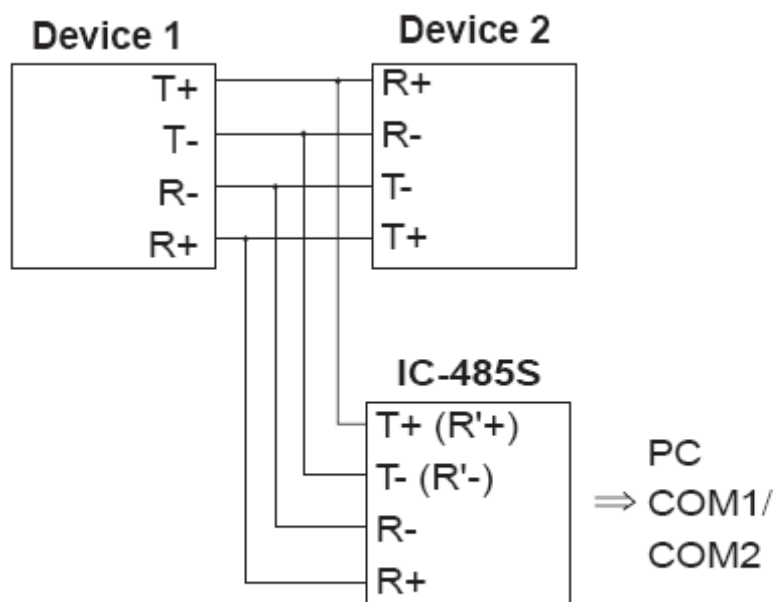 Device 1
T+
T-
R-
R+
Device 2
R+
R-
T-
T+
IC-485S
T+ (R'+)
T- (R'-)
R-
R+
⇒ PC
COM1/
COM2